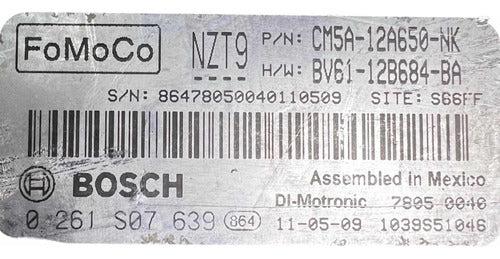 FoMoCo NZT9 P/N: CM5A-12A650-NK
H/W: BV61-12B684-BA
S/N: 86478050040110509 SITE: S66FF
BOSCH Assembled in Mexico
DI-Motronic 7805 0040
0 261 S07 639 864 11-05-09 1039S51046